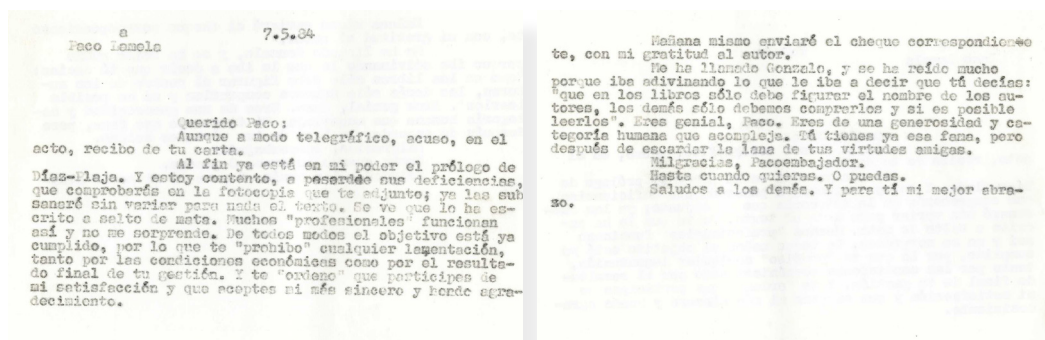 a
Paco Lamela
7.5.84
Querido Paco:
Aunque a modo telegráfico, acuso, en el
acto, recibo de tu carta.
Al fin ya está en mi poder el prólogo de
Díaz-Plaja. Y estoy contento, a pesarde sus deficiencias,
que comprobarás en la fotocopia que te adjunto; ya las sub
sanaré sin variar para nada el texto. Se ve que lo ha es-
crito a salto de mata. Muchos "profesionales" funcionan
así y no me sorprende. De todos modos el objetivo está ya
cumplido, por lo que te "prohibo" cualquier lamentación,
tanto por las condiciones económicas como por el resulta-
do final de tu gestión. Y te "ordeno" que participes de
mi satisfacción y que aceptes mi más sincero y hondo agra-
decimiento.
Mañana mismo enviaré el cheque correspondiente
te, con mi gratitud al autor.
Me ha llamado Gonzalo, y se ha reído mucho
porque iba adivinando lo que le iba a decir que tú decías:
"que en los libros sólo debe figurar el nombre de los au-
tores, los demás sólo debemos comprarlos y si es posible
leerlos". Eres genial, Paco. Eres de una generosidad y ca-
tegoría humana que acompleja. Tú tienes ya esa fama, pero
después de escardar la lana de tus virtudes amigas.
Milgracias, Pacoembajador.
Hasta cuando quieras. O puedas.
Saludos a los demás. Y para tí mi mejor abra-
zo.